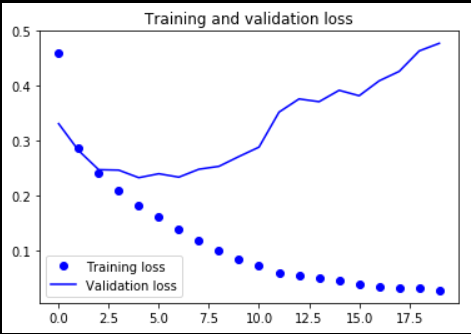 Training and validation loss
0.5
0.4
0.3
0.2
0.1
Training loss
Validation loss
0.0 2.5 5.0 7.5 10.0 12.5 15.0 17.5